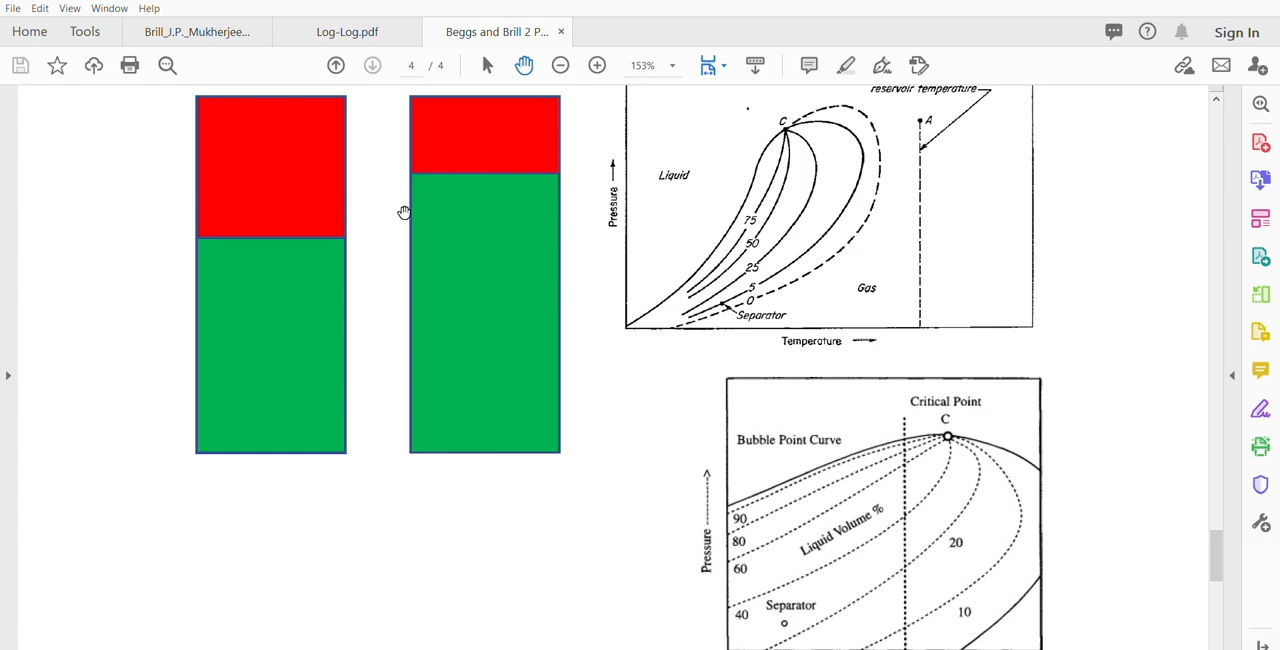 File Edit View Window Help
Home Tools Brill_J.P._Mukherjee... Log-Log.pdf Beggs and Brill 2 P... × Sign In
4 / 4 153%
reservoir temperature
C
A
Liquid
Pressure
75
50
25
5
0
Gas
Separator
Temperature
Critical Point
C
Bubble Point Curve
Pressure
Liquid Volume %
90
80
60
40
20
10
Separator